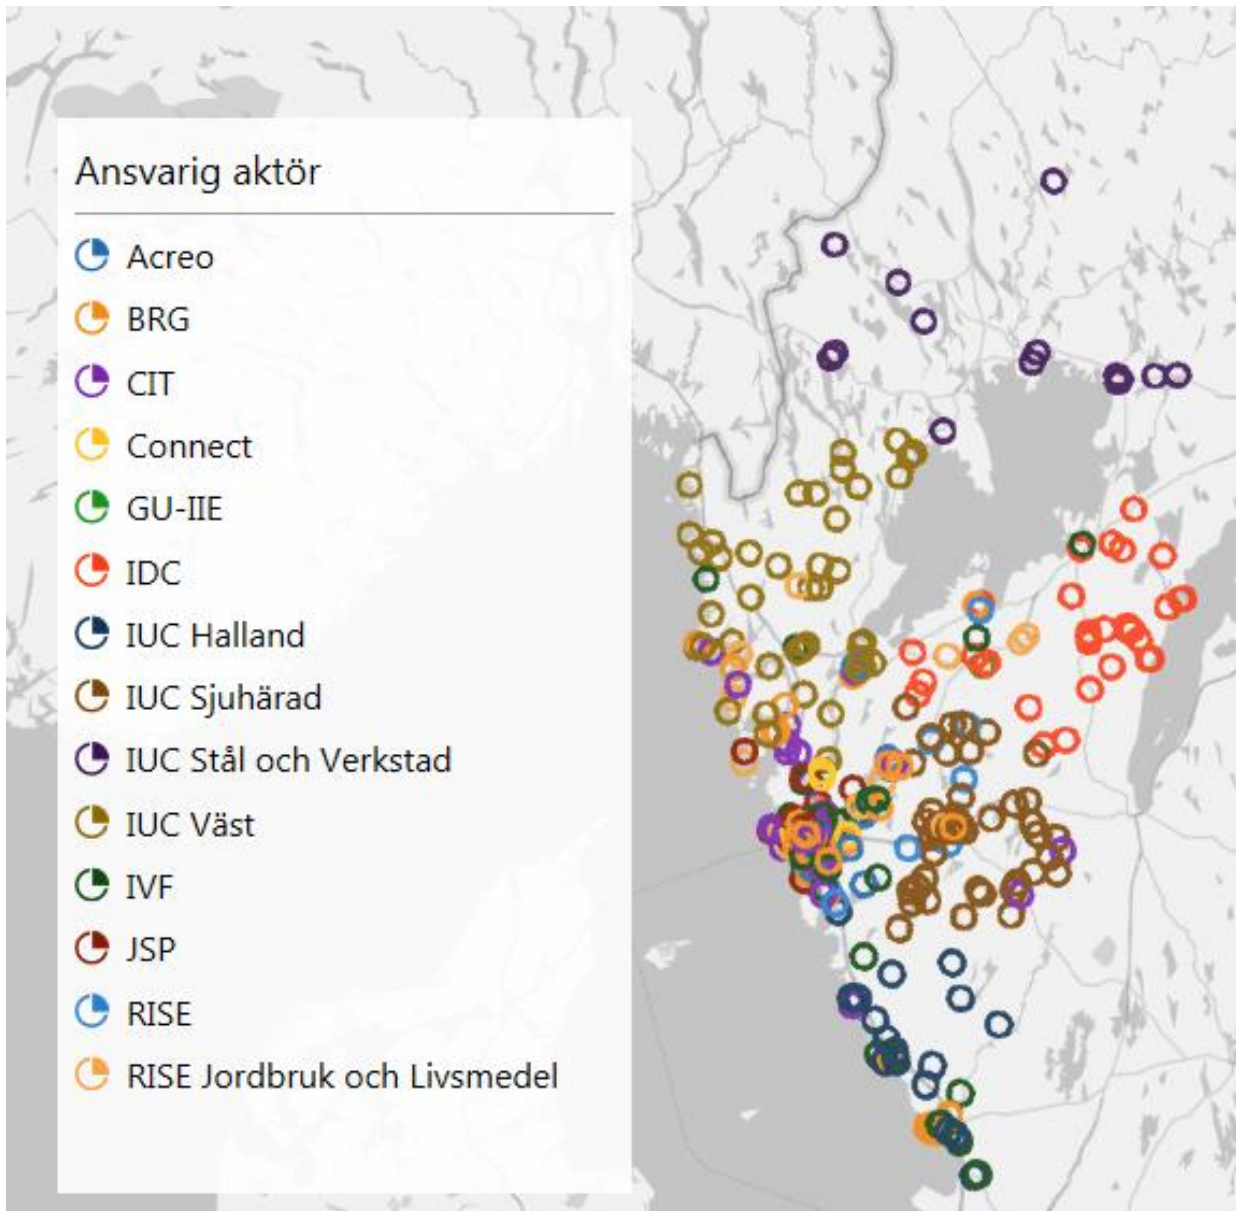 Ansvarig aktör
Acreo
BRG
CIT
Connect
GU-IIE
IDC
IUC Halland
IUC Sjuhärad
IUC Stål och Verkstad
IUC Väst
IVF
JSP
RISE
RISE Jordbruk och Livsmedel